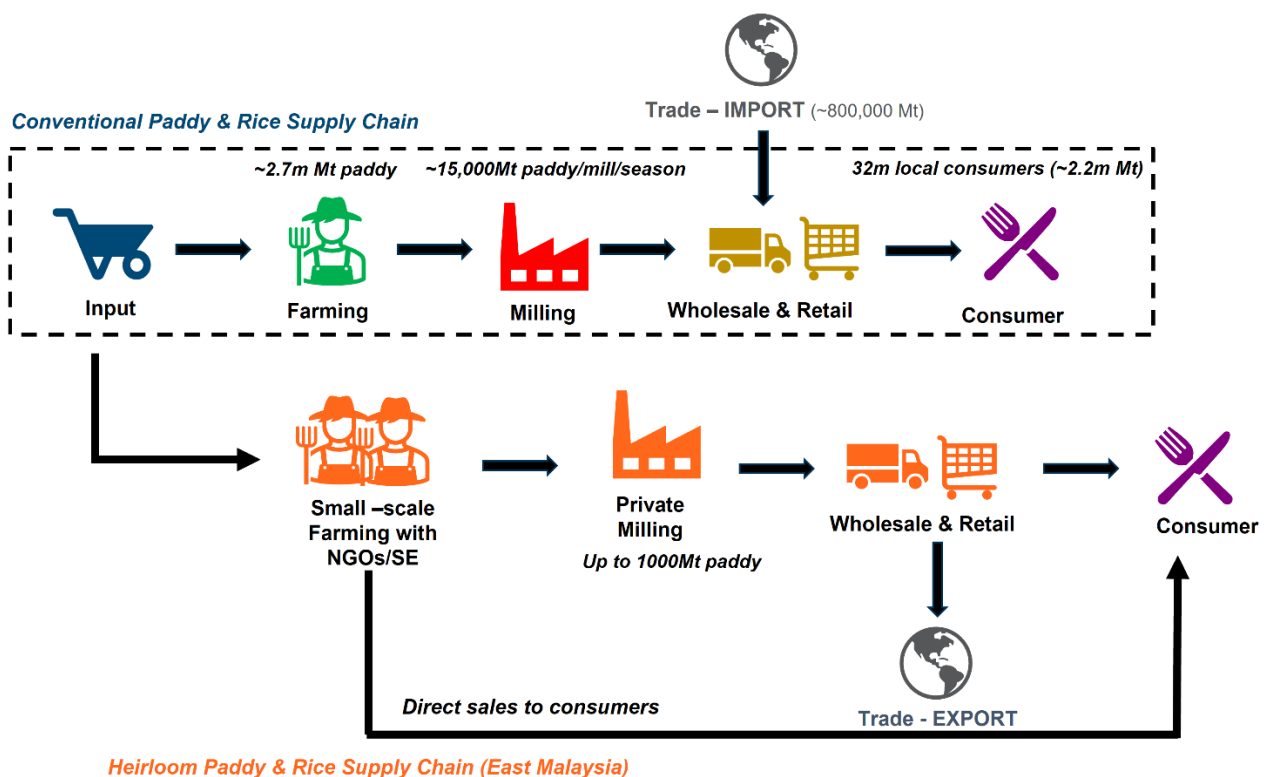 Trade – IMPORT (~800,000 Mt)
Conventional Paddy & Rice Supply Chain
~2.7m Mt paddy
~15,000Mt paddy/mill/season
32m local consumers (~2.2m Mt)
Input
Farming
Milling
Wholesale & Retail
Consumer
Small –scale
Farming with
NGOs/SE
Private
Milling
Up to 1000Mt paddy
Wholesale & Retail
Consumer
Direct sales to consumers
Trade - EXPORT
Heirloom Paddy & Rice Supply Chain (East Malaysia)